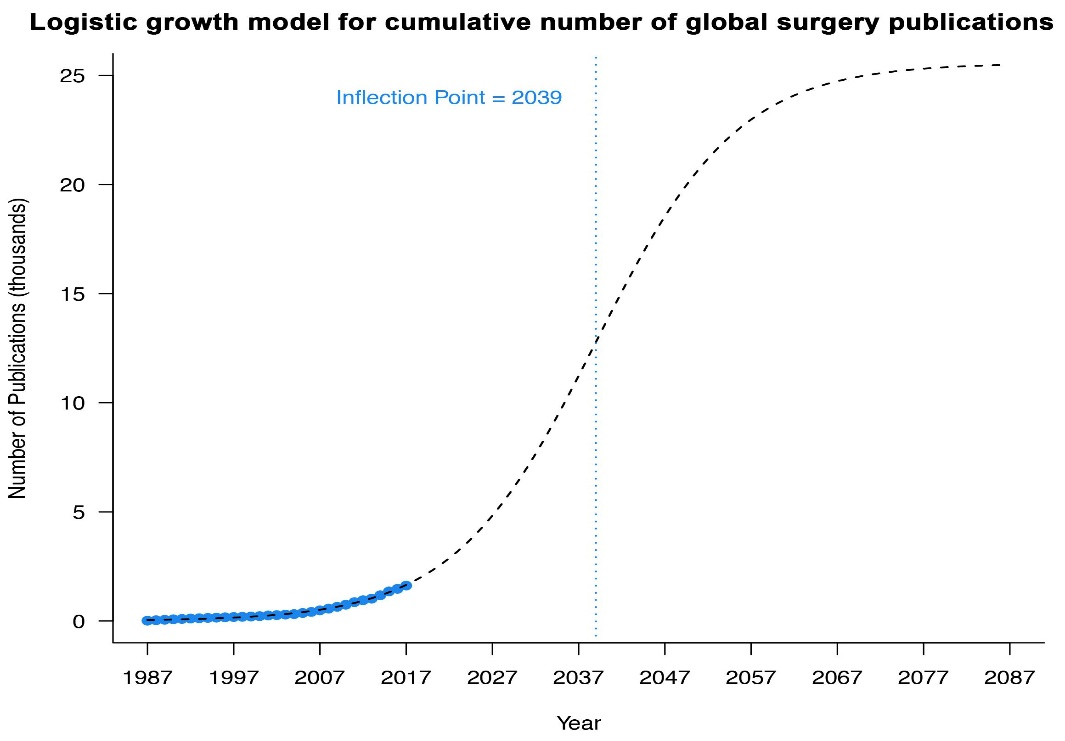 Logistic growth model for cumulative number of global surgery publications
Inflection Point = 2039
Number of Publications (thousands)
25
20
15
10
5
0
1987 1997 2007 2017 2027 2037 2047 2057 2067 2077 2087
Year